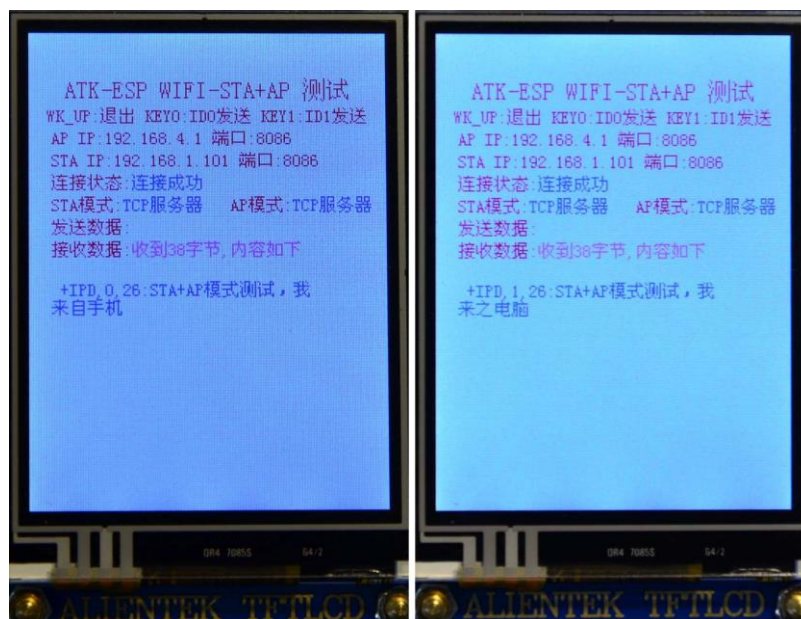 ATK-ESP WIFI-STA+AP 测试
WK_UP:退出 KEY0:ID0发送 KEY1:ID1发送
AP IP:192.168.4.1 端口:8086
STA IP:192.168.1.101 端口:8086
连接状态:连接成功
STA模式:TCP服务器 AP模式:TCP服务器
发送数据:
接收数据:收到38字节,内容如下
+IPD,0,26:STA+AP模式测试，我
来自手机
QR4 7085S 64/2
ALIENTEK TFTLCD
ATK-ESP WIFI-STA+AP 测试
WK_UP:退出 KEY0:ID0发送 KEY1:ID1发送
AP IP:192.168.4.1 端口:8086
STA IP:192.168.1.101 端口:8086
连接状态:连接成功
STA模式:TCP服务器 AP模式:TCP服务器
发送数据:
接收数据:收到38字节,内容如下
+IPD,1,26:STA+AP模式测试，我
来之电脑
QR4 7085S 64/2
ALIENTEK TFTLCD